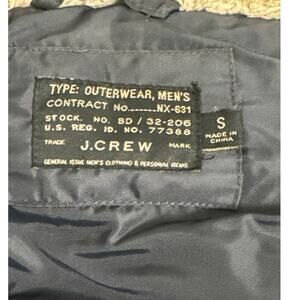 TYPE: OUTERWEAR, MEN'S
CONTRACT NO.......NX-631
STOCK. NO. BD / 32-206
U.S. REG. ID. NO. 77388
TRADE J.CREW MARK
GENERAL ISSUE MEN'S CLOTHING & PERSONAL ITEMS.
S
MADE IN
CHINA